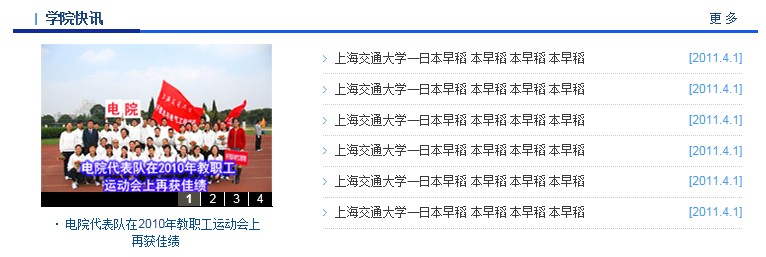 学院快讯
更多
电院
电院代表队在2010年教职工
运动会上再获佳绩
1 2 3 4
· 电院代表队在2010年教职工运动会上
再获佳绩
上海交通大学一日本早稻 本早稻 本早稻 本早稻 [2011.4.1]
上海交通大学一日本早稻 本早稻 本早稻 本早稻 [2011.4.1]
上海交通大学一日本早稻 本早稻 本早稻 本早稻 [2011.4.1]
上海交通大学一日本早稻 本早稻 本早稻 本早稻 [2011.4.1]
上海交通大学一日本早稻 本早稻 本早稻 本早稻 [2011.4.1]
上海交通大学一日本早稻 本早稻 本早稻 本早稻 [2011.4.1]